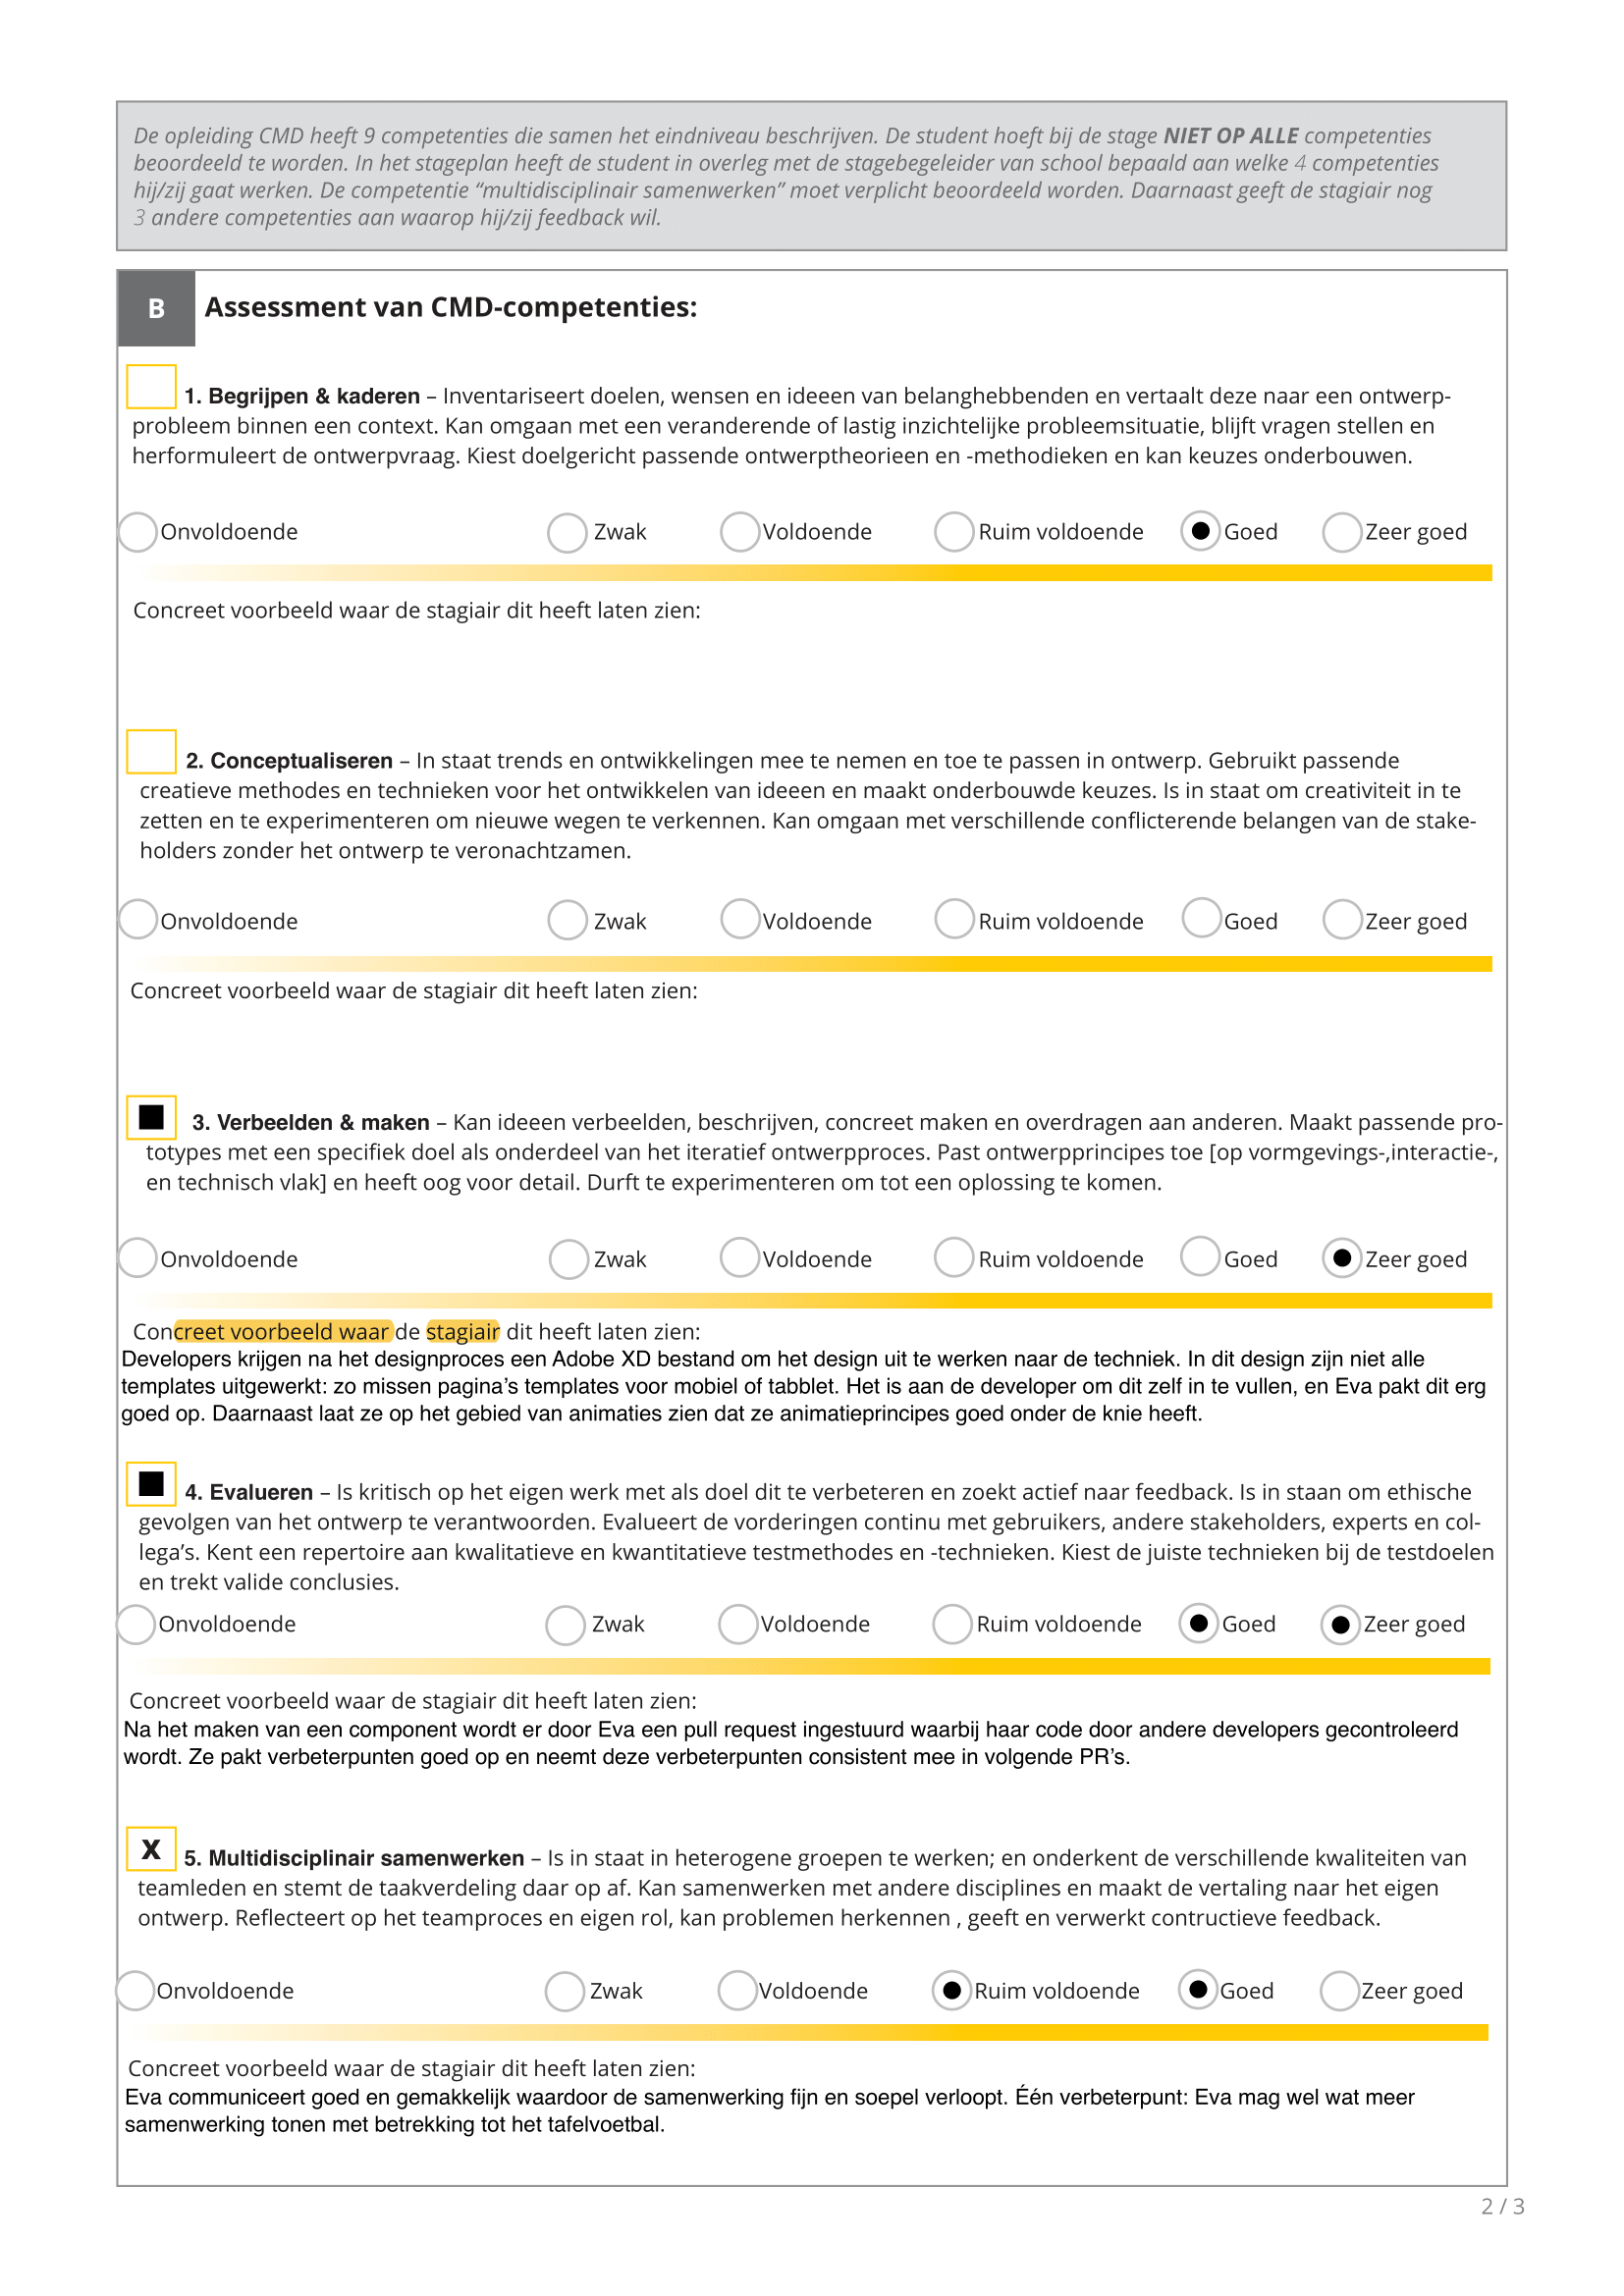 De opleiding CMD heeft 9 competenties die samen het eindniveau beschrijven. De student hoeft bij de stage NIET OP ALLE competenties
beoordeeld te worden. In het stageplan heeft de student in overleg met de stagebegeleider van school bepaald aan welke 4 competenties
hij/zij gaat werken. De competentie “multidisciplinair samenwerken” moet verplicht beoordeeld worden. Daarnaast geeft de stagiair nog
3 andere competenties aan waarop hij/zij feedback wil.
B Assessment van CMD-competenties:
1. Begrijpen & kaderen – Inventariseert doelen, wensen en ideeen van belanghebbenden en vertaalt deze naar een ontwerp-
probleem binnen een context. Kan omgaan met een veranderende of lastig inzichtelijke probleemsituatie, blijft vragen stellen en
herformuleert de ontwerpvraag. Kiest doelgericht passende ontwerptheorieen en -methodieken en kan keuzes onderbouwen.
Onvoldoende Zwak Voldoende Ruim voldoende Goed Zeer goed
Concreet voorbeeld waar de stagiair dit heeft laten zien:
2. Conceptualiseren – In staat trends en ontwikkelingen mee te nemen en toe te passen in ontwerp. Gebruikt passende
creatieve methodes en technieken voor het ontwikkelen van ideeen en maakt onderbouwde keuzes. Is in staat om creativiteit in te
zetten en te experimenteren om nieuwe wegen te verkennen. Kan omgaan met verschillende conflicterende belangen van de stake-
holders zonder het ontwerp te veronachtzamen.
Onvoldoende Zwak Voldoende Ruim voldoende Goed Zeer goed
Concreet voorbeeld waar de stagiair dit heeft laten zien:
3. Verbeelden & maken – Kan ideeen verbeelden, beschrijven, concreet maken en overdragen aan anderen. Maakt passende pro-
totypes met een specifiek doel als onderdeel van het iteratief ontwerpproces. Past ontwerpprincipes toe [op vormgevings-,interactie-,
en technisch vlak] en heeft oog voor detail. Durft te experimenteren om tot een oplossing te komen.
Onvoldoende Zwak Voldoende Ruim voldoende Goed Zeer goed
Concreet voorbeeld waar de stagiair dit heeft laten zien:
Developers krijgen na het designproces een Adobe XD bestand om het design uit te werken naar de techniek. In dit design zijn niet alle
templates uitgewerkt: zo missen pagina’s templates voor mobiel of tabblet. Het is aan de developer om dit zelf in te vullen, en Eva pakt dit erg
goed op. Daarnaast laat ze op het gebied van animaties zien dat ze animatieprincipes goed onder de knie heeft.
4. Evalueren – Is kritisch op het eigen werk met als doel dit te verbeteren en zoekt actief naar feedback. Is in staan om ethische
gevolgen van het ontwerp te verantwoorden. Evalueert de vorderingen continu met gebruikers, andere stakeholders, experts en col-
lega’s. Kent een repertoire aan kwalitatieve en kwantitatieve testmethodes en -technieken. Kiest de juiste technieken bij de testdoelen
en trekt valide conclusies.
Onvoldoende Zwak Voldoende Ruim voldoende Goed Zeer goed
Concreet voorbeeld waar de stagiair dit heeft laten zien:
Na het maken van een component wordt er door Eva een pull request ingestuurd waarbij haar code door andere developers gecontroleerd
wordt. Ze pakt verbeterpunten goed op en neemt deze verbeterpunten consistent mee in volgende PR’s.
x 5. Multidisciplinair samenwerken – Is in staat in heterogene groepen te werken; en onderkent de verschillende kwaliteiten van
teamleden en stemt de taakverdeling daar op af. Kan samenwerken met andere disciplines en maakt de vertaling naar het eigen
ontwerp. Reflecteert op het teamproces en eigen rol, kan problemen herkennen , geeft en verwerkt contructieve feedback.
Onvoldoende Zwak Voldoende Ruim voldoende Goed Zeer goed
Concreet voorbeeld waar de stagiair dit heeft laten zien:
Eva communiceert goed en gemakkelijk waardoor de samenwerking fijn en soepel verloopt. Één verbeterpunt: Eva mag wel wat meer
samenwerking tonen met betrekking tot het tafelvoetbal.
2 / 3